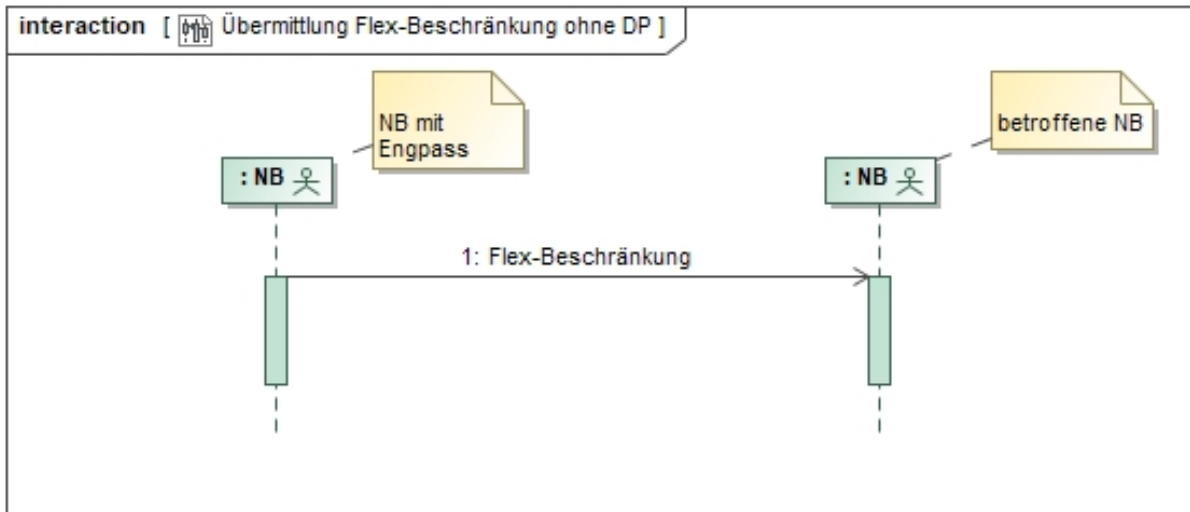 interaction [ Übermittlung Flex-Beschränkung ohne DP ]
NB mit
Engpass
betroffene NB
: NB
: NB
1: Flex-Beschränkung